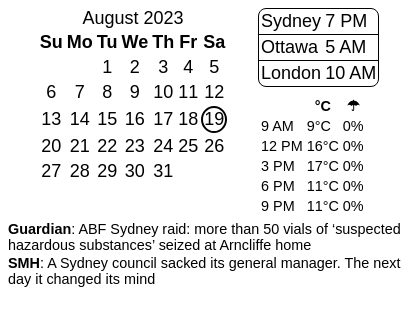 August 2023
Su Mo Tu We Th Fr Sa
1 2 3 4 5
6 7 8 9 10 11 12
13 14 15 16 17 18 19
20 21 22 23 24 25 26
27 28 29 30 31
Sydney 7 PM
Ottawa 5 AM
London 10 AM
°C ☂
9 AM 9°C 0%
12 PM 16°C 0%
3 PM 17°C 0%
6 PM 11°C 0%
9 PM 11°C 0%
Guardian: ABF Sydney raid: more than 50 vials of ‘suspected
hazardous substances’ seized at Arncliffe home
SMH: A Sydney council sacked its general manager. The next
day it changed its mind